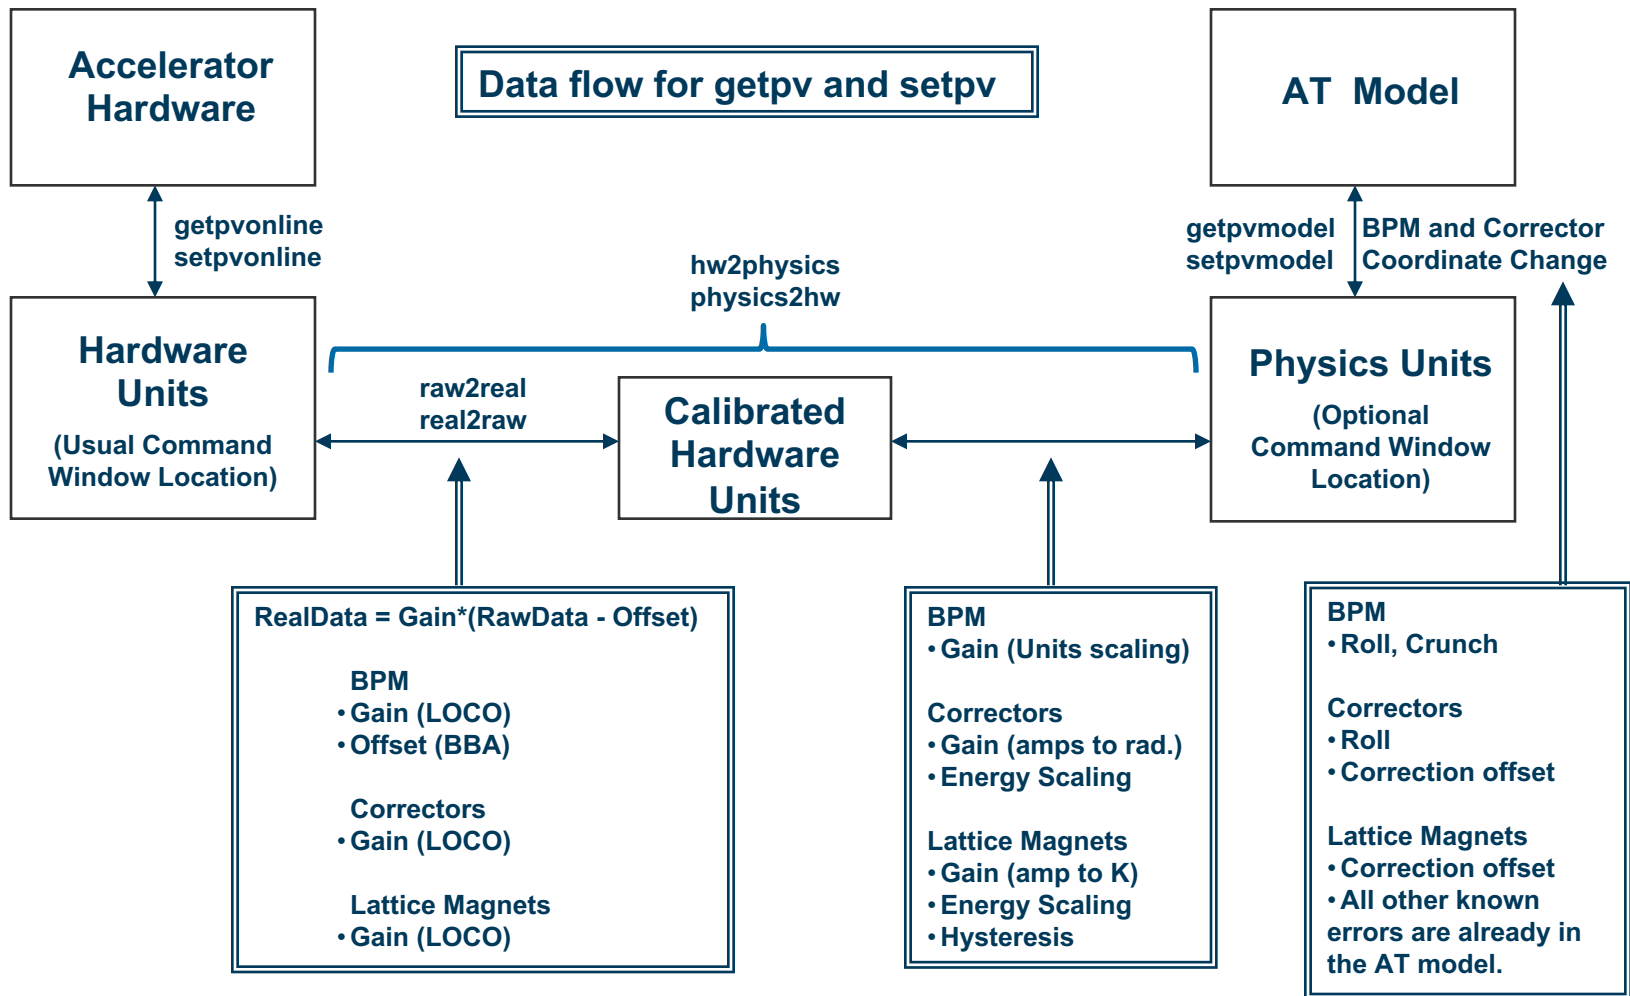 Accelerator
Hardware
Data flow for getpv and setpv
AT  Model
getpvonline
setpvonline
hw2physics
physics2hw
getpvmodel
setpvmodel
BPM and Corrector
Coordinate Change
Hardware
Units
(Usual Command
Window Location)
raw2real
real2raw
Calibrated
Hardware
Units
Physics Units
(Optional
Command Window
Location)
RealData = Gain*(RawData - Offset)
BPM
• Gain (LOCO)
• Offset (BBA)
Correctors
• Gain (LOCO)
Lattice Magnets
• Gain (LOCO)
BPM
• Gain (Units scaling)
Correctors
• Gain (amps to rad.)
• Energy Scaling
Lattice Magnets
• Gain (amp to K)
• Energy Scaling
• Hysteresis
BPM
• Roll, Crunch
Correctors
• Roll
• Correction offset
Lattice Magnets
• Correction offset
• All other known
errors are already in
the AT model.